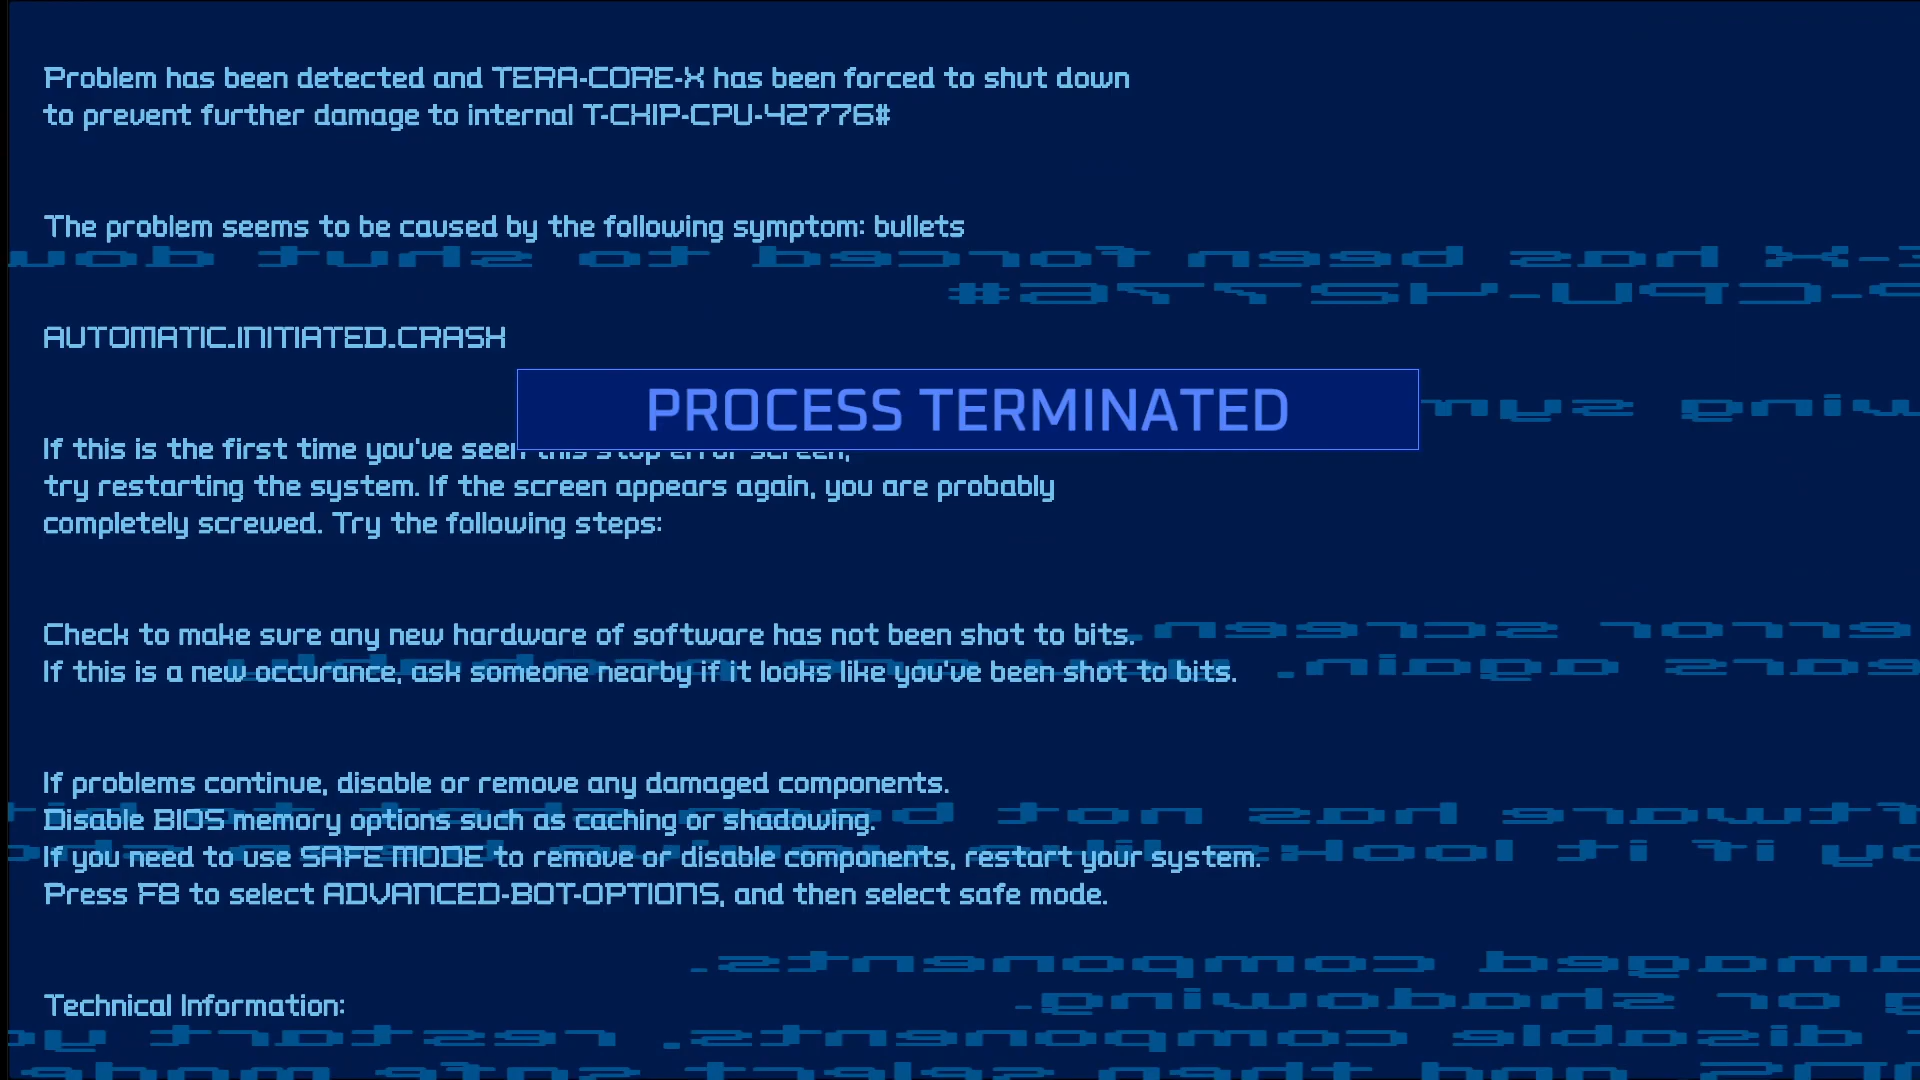 Problem has been detected and TERA-CORE-X has been forced to shut down
to prevent further damage to internal T-CHIP-CPU-42776#
The problem seems to be caused by the following symptom: bullets
AUTOMATIC_INITIATED_CRASH
PROCESS TERMINATED
If this is the first time you've seen this stop error screen,
try restarting the system. If the screen appears again, you are probably
completely screwed. Try the following steps:
Check to make sure any new hardware of software has not been shot to bits.
If this is a new occurance, ask someone nearby if it looks like you've been shot to bits.
If problems continue, disable or remove any damaged components.
Disable BIOS memory options such as caching or shadowing.
If you need to use SAFE MODE to remove or disable components, restart your system.
Press F8 to select ADVANCED-BOT-OPTIONS, and then select safe mode.
Technical Information: